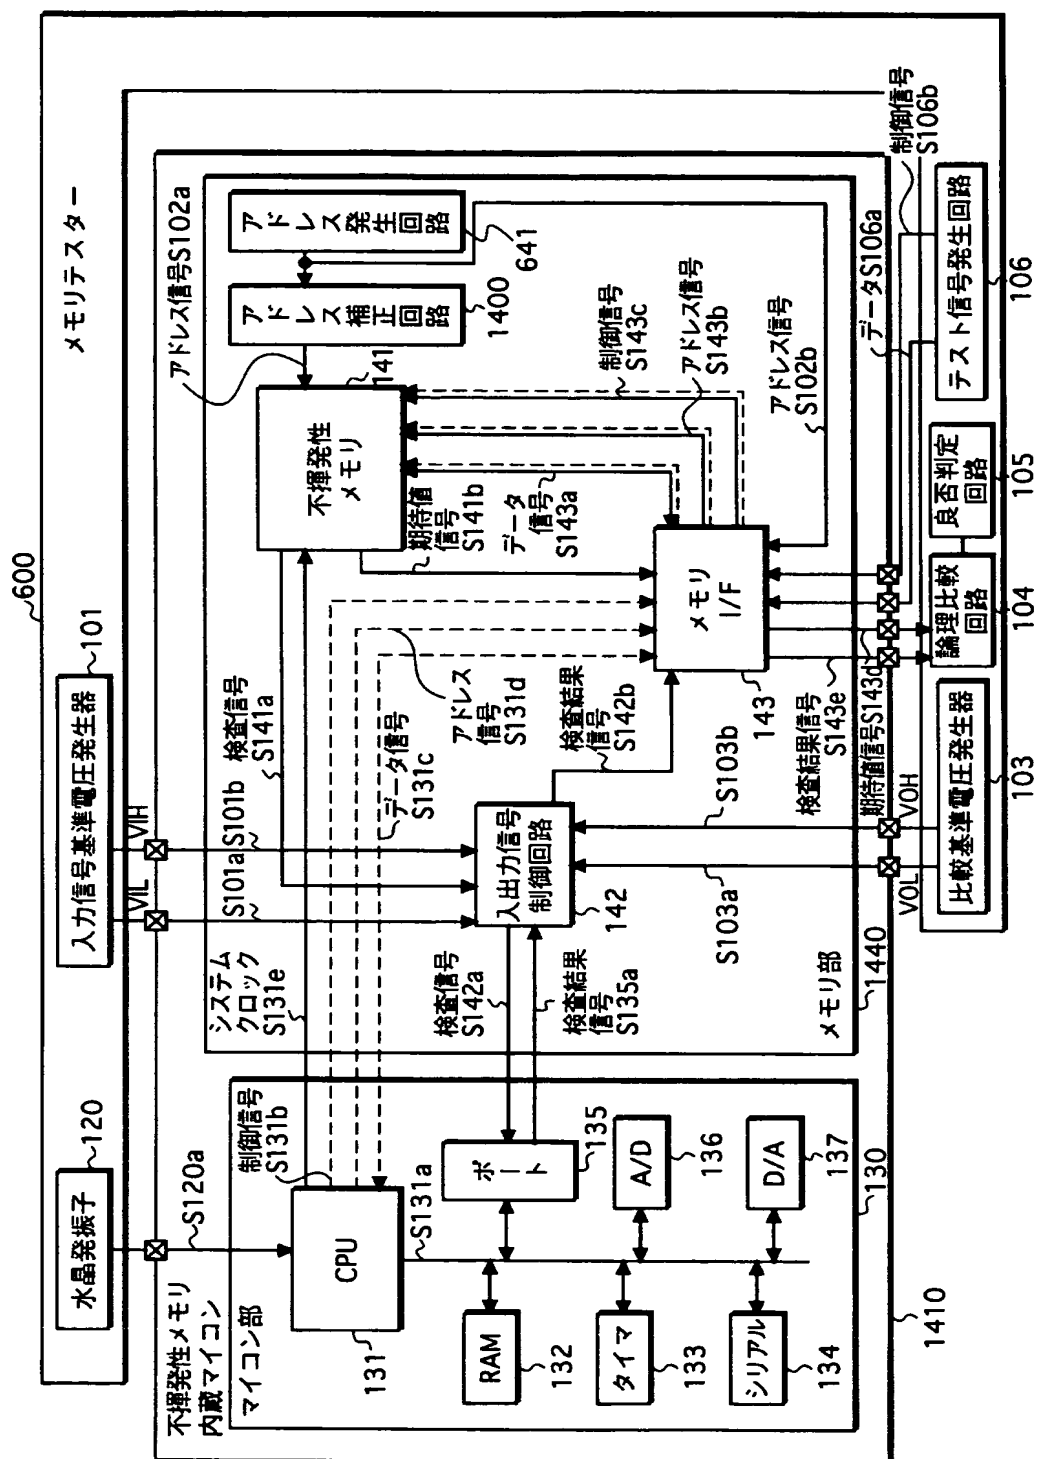 600
メモリテスター
水晶発振子
120
入力信号基準電圧発生器
101
S120a
VIL
VIH
S101a
S101b
不揮発性メモリ
内蔵マイコン
マイコン部
制御信号
S131b
CPU
131
S131a
RAM
132
タイマ
133
シリアル
134
ポート
135
A/D
136
D/A
137
130
1410
システム
クロック
S131e
検査信号
S141a
アドレス信号S102a
アドレス発生回路
641
アドレス補正回路
1400
不揮発性
メモリ
141
期待値
信号
S141b
データ
信号
S143a
制御信号
S143c
アドレス信号
S143b
アドレス信号
S102b
アドレス
信号
S131d
データ信号
S131c
検査信号
S142a
検査結果
信号
S135a
入出力信号
制御回路
142
検査結果
信号
S142b
メモリ
I/F
143
S103a
S103b
検査結果信号
S143e
期待値信号S143d
メモリ部
1440
VOL
VOH
比較基準電圧発生器
103
論理比較
回路
104
良否判定
回路
105
テスト信号発生回路
106
データS106a
制御信号
S106b